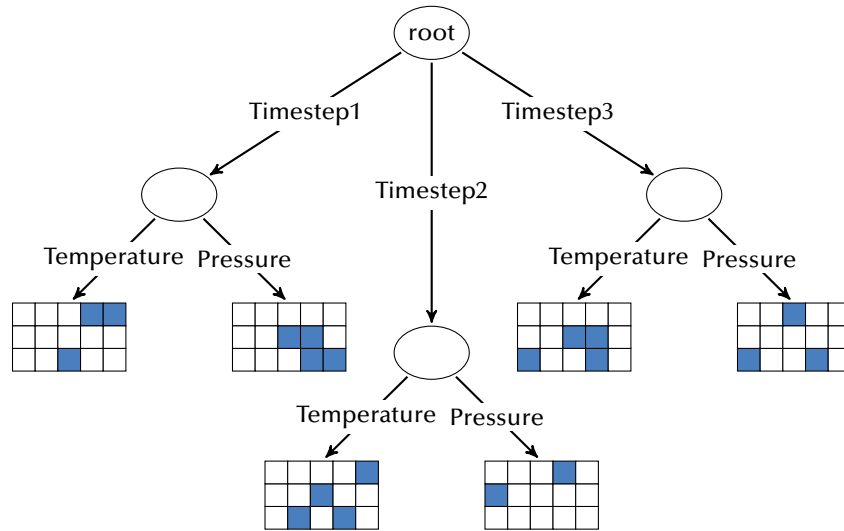 root
Timestep1
Timestep3
Timestep2
Temperature
Pressure
Temperature
Pressure
Temperature
Pressure